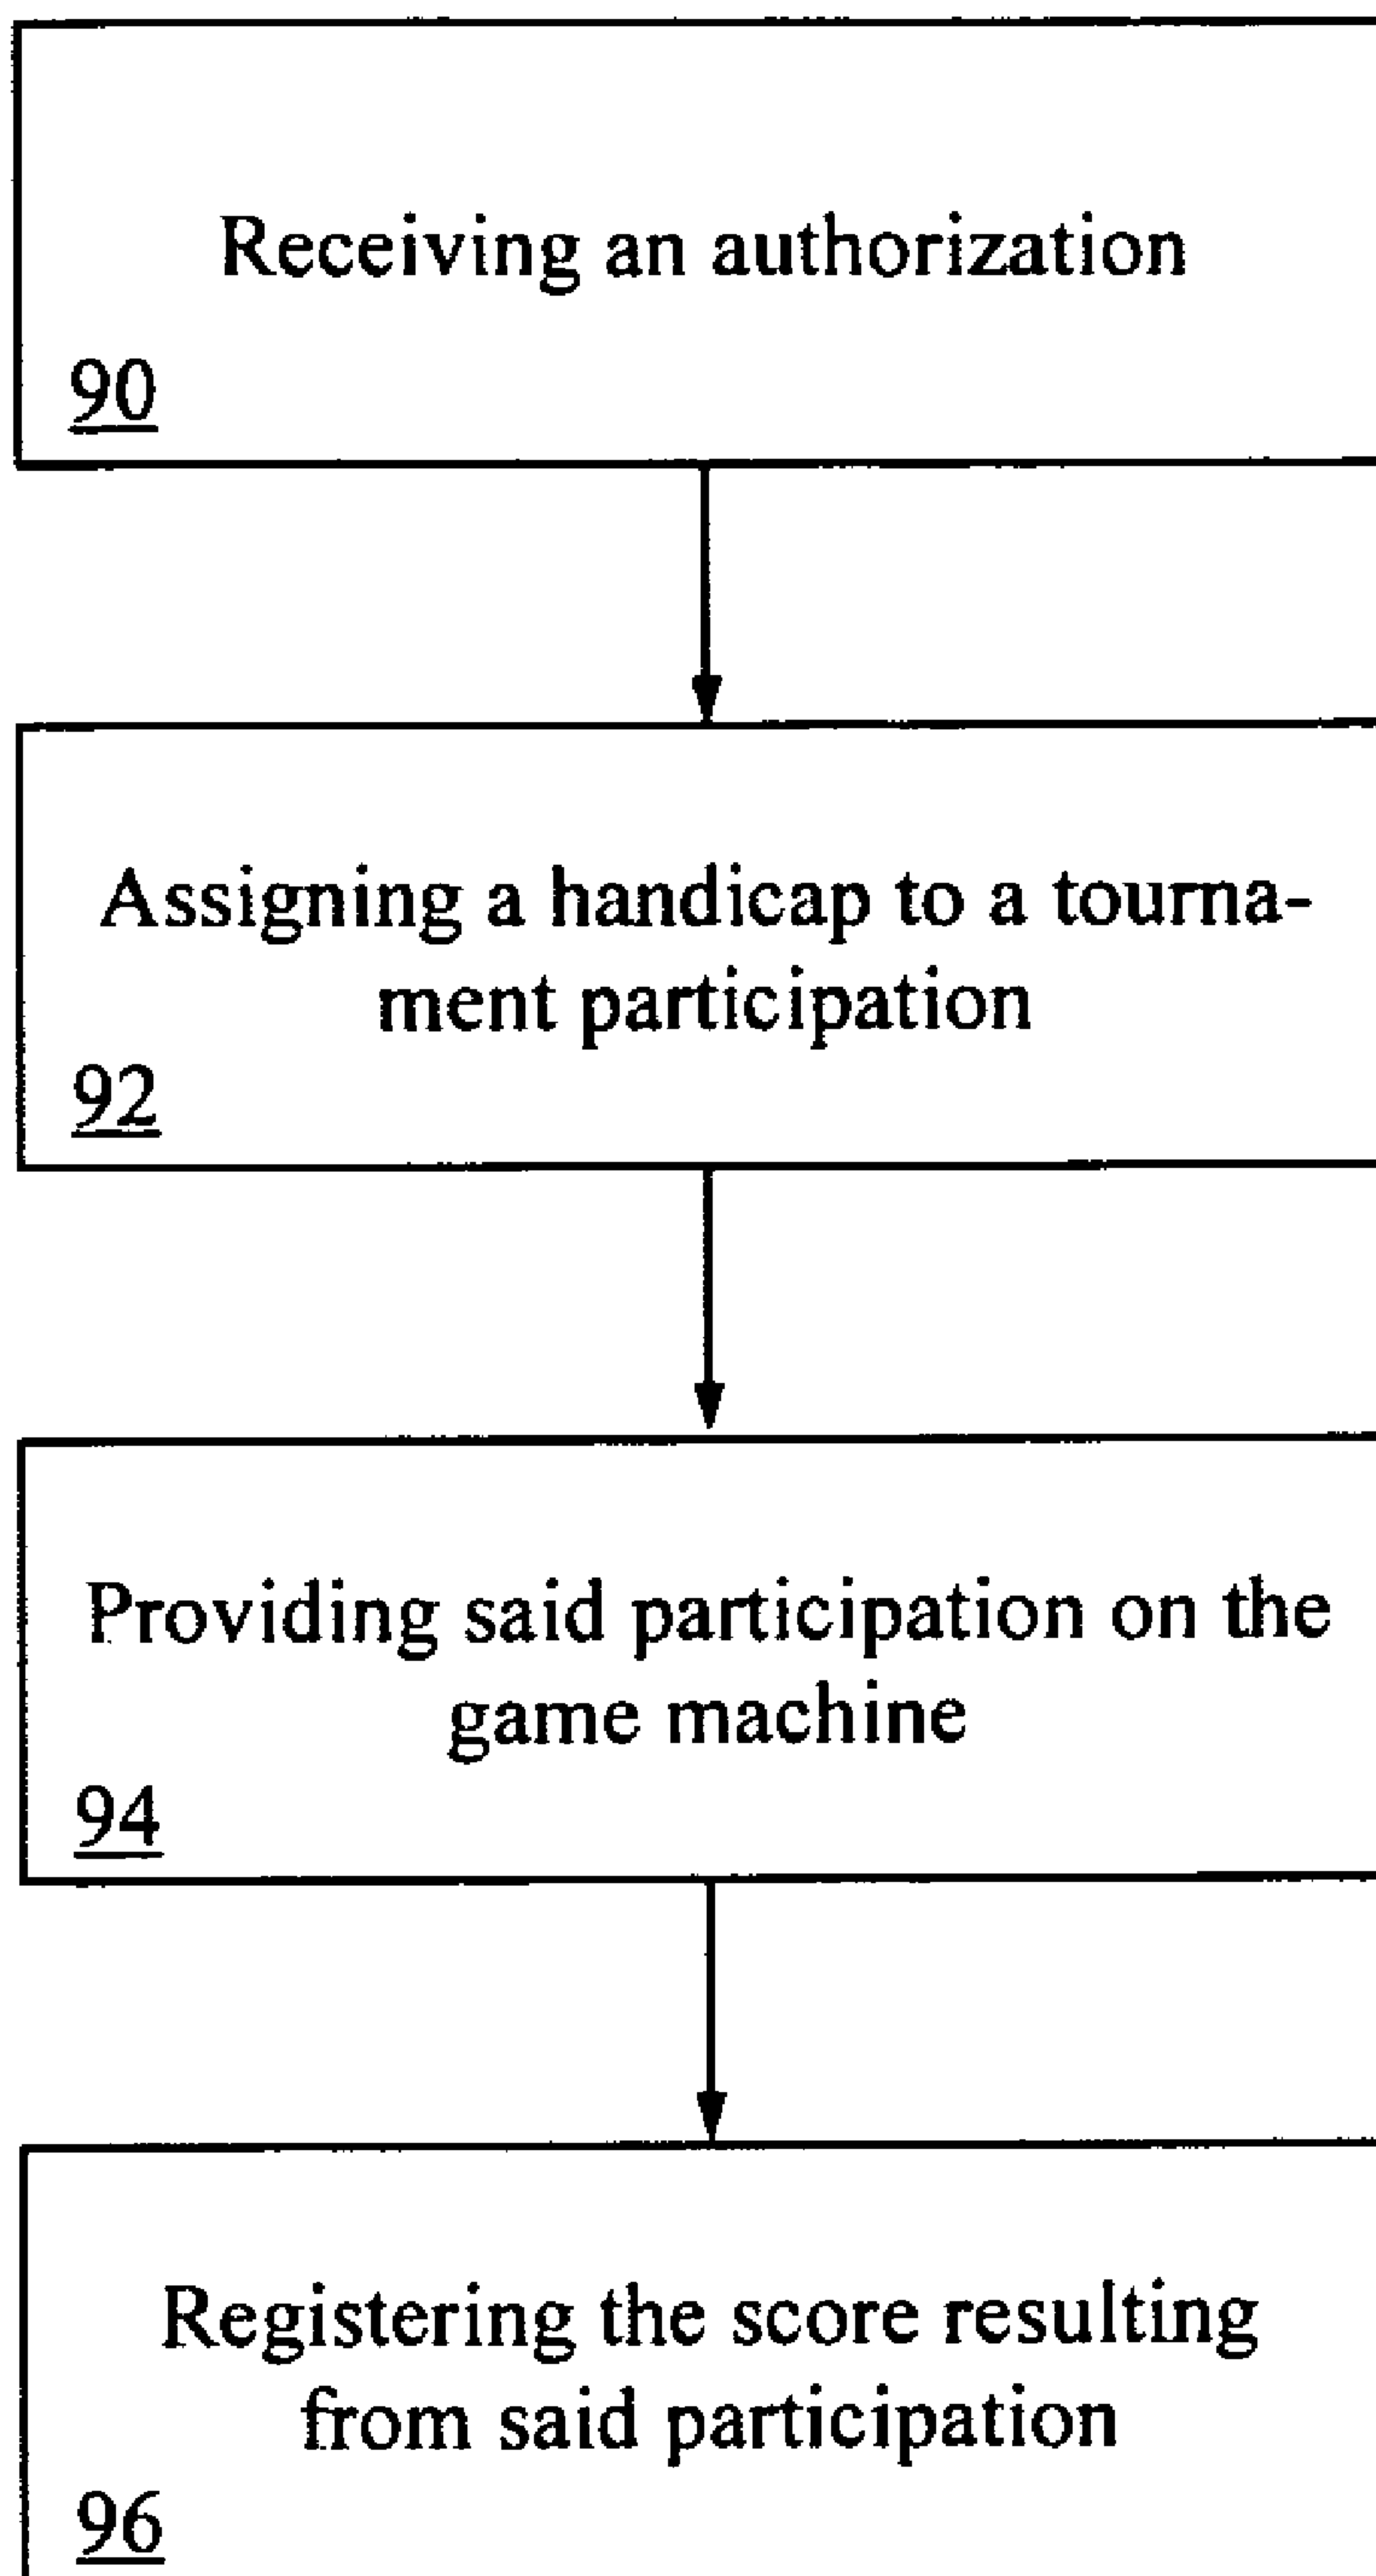 Receiving an authorization
90
Assigning a handicap to a tourna-
ment participation
92
Providing said participation on the
game machine
94
Registering the score resulting
from said participation
96